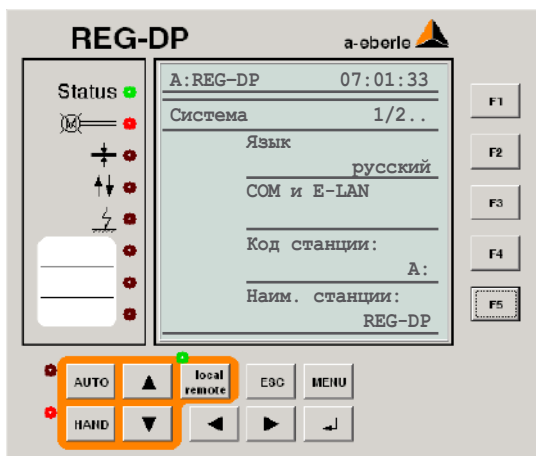 REG-DP
a-eberle
Status
A:REG-DP 07:01:33
Система 1/2..
Язык
русский
COM и E-LAN
Код станции:
A:
Наим. станции:
REG-DP
F1
F2
F3
F4
F5
M
AUTO
local
remote
ESC
MENU
HAND